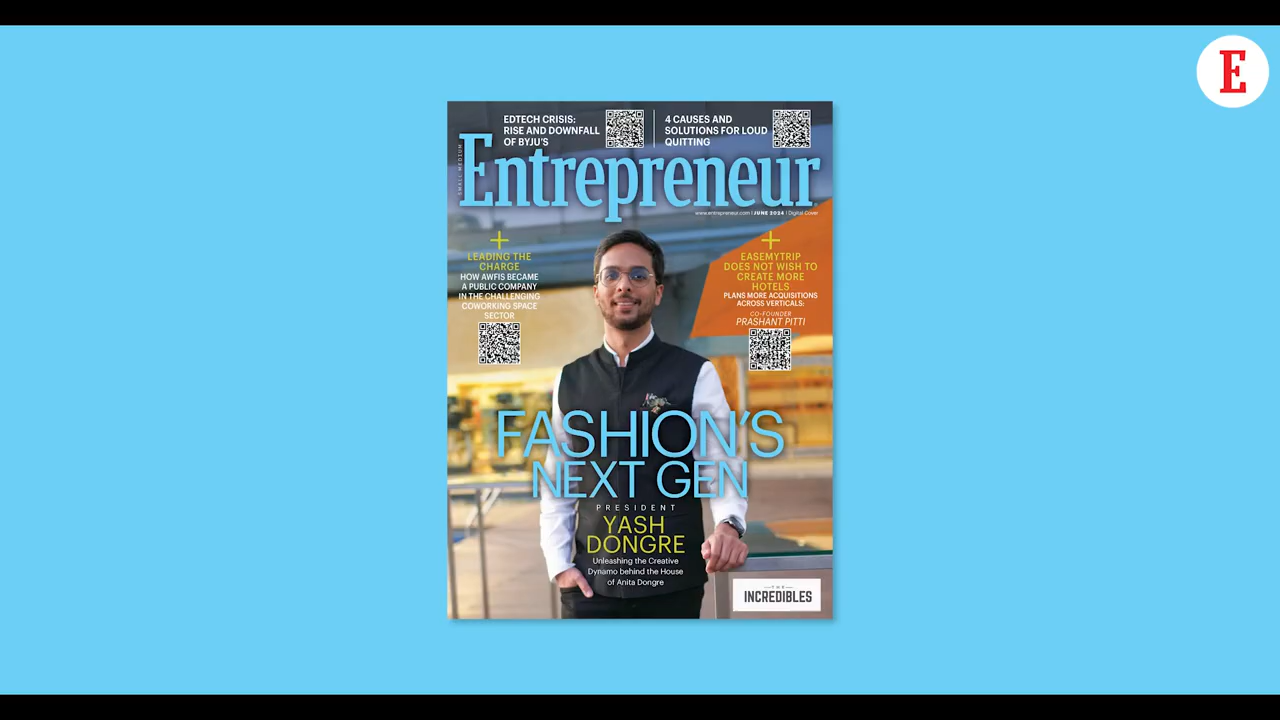 E
EDTECH CRISIS:
RISE AND DOWNFALL
OF BYJU'S
4 CAUSES AND
SOLUTIONS FOR LOUD
QUITTING
SMALL MEDIUM
Entrepreneur
www.entrepreneur.com | JUNE 2024 | Digital Cover
+
LEADING THE
CHARGE
HOW AWFIS BECAME
A PUBLIC COMPANY
IN THE CHALLENGING
COWORKING SPACE
SECTOR
+
EASEMYTRIP
DOES NOT WISH TO
CREATE MORE
HOTELS
PLANS MORE ACQUISITIONS
ACROSS VERTICALS:
CO-FOUNDER
PRASHANT PITTI
FASHION'S
NEXT GEN
PRESIDENT
YASH
DONGRE
Unleashing the Creative
Dynamo behind the House
of Anita Dongre
THE
INCREDIBLES